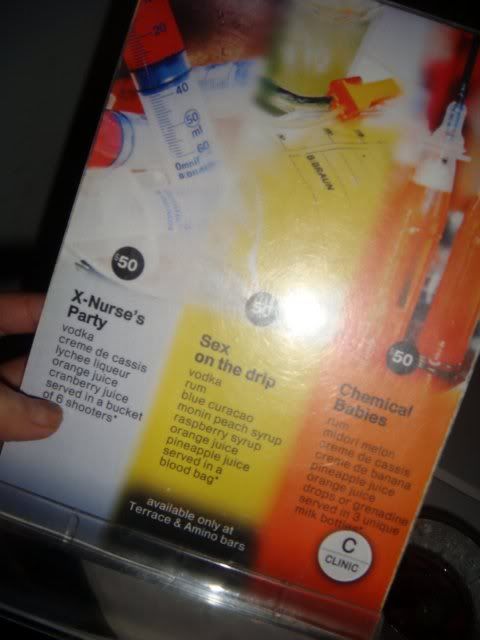 20
40
50
ml
60
Omnif
B.BRAUN
B.BRAUN
$50
X-Nurse's
Party
vodka
creme de cassis
lychee liqueur
orange juice
cranberry juice
served in a bucket
of 6 shooters*
50
Sex
on the drip
vodka
rum
blue curacao
monin peach syrup
raspberry syrup
orange juice
pineapple juice
served in a
blood bag*
50
Chemical
Babies
rum
midori melon
creme de cassis
creme de banana
pineapple juice
orange juice
drops or grenadine
served in 3 unique
milk bottles*
available only at
Terrace & Amino bars
C
CLINIC